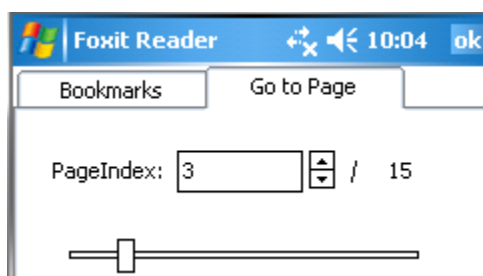 Foxit Reader 10:04 ok
Bookmarks Go to Page
PageIndex: 3 / 15